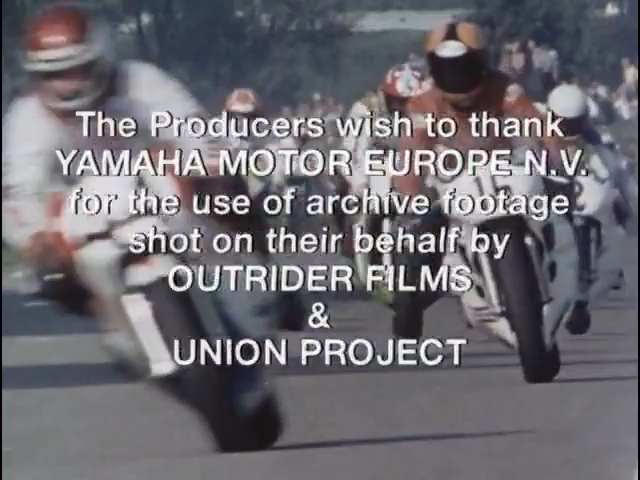 The Producers wish to thank
YAMAHA MOTOR EUROPE N.V.
for the use of archive footage
shot on their behalf by
OUTRIDER FILMS
&
UNION PROJECT